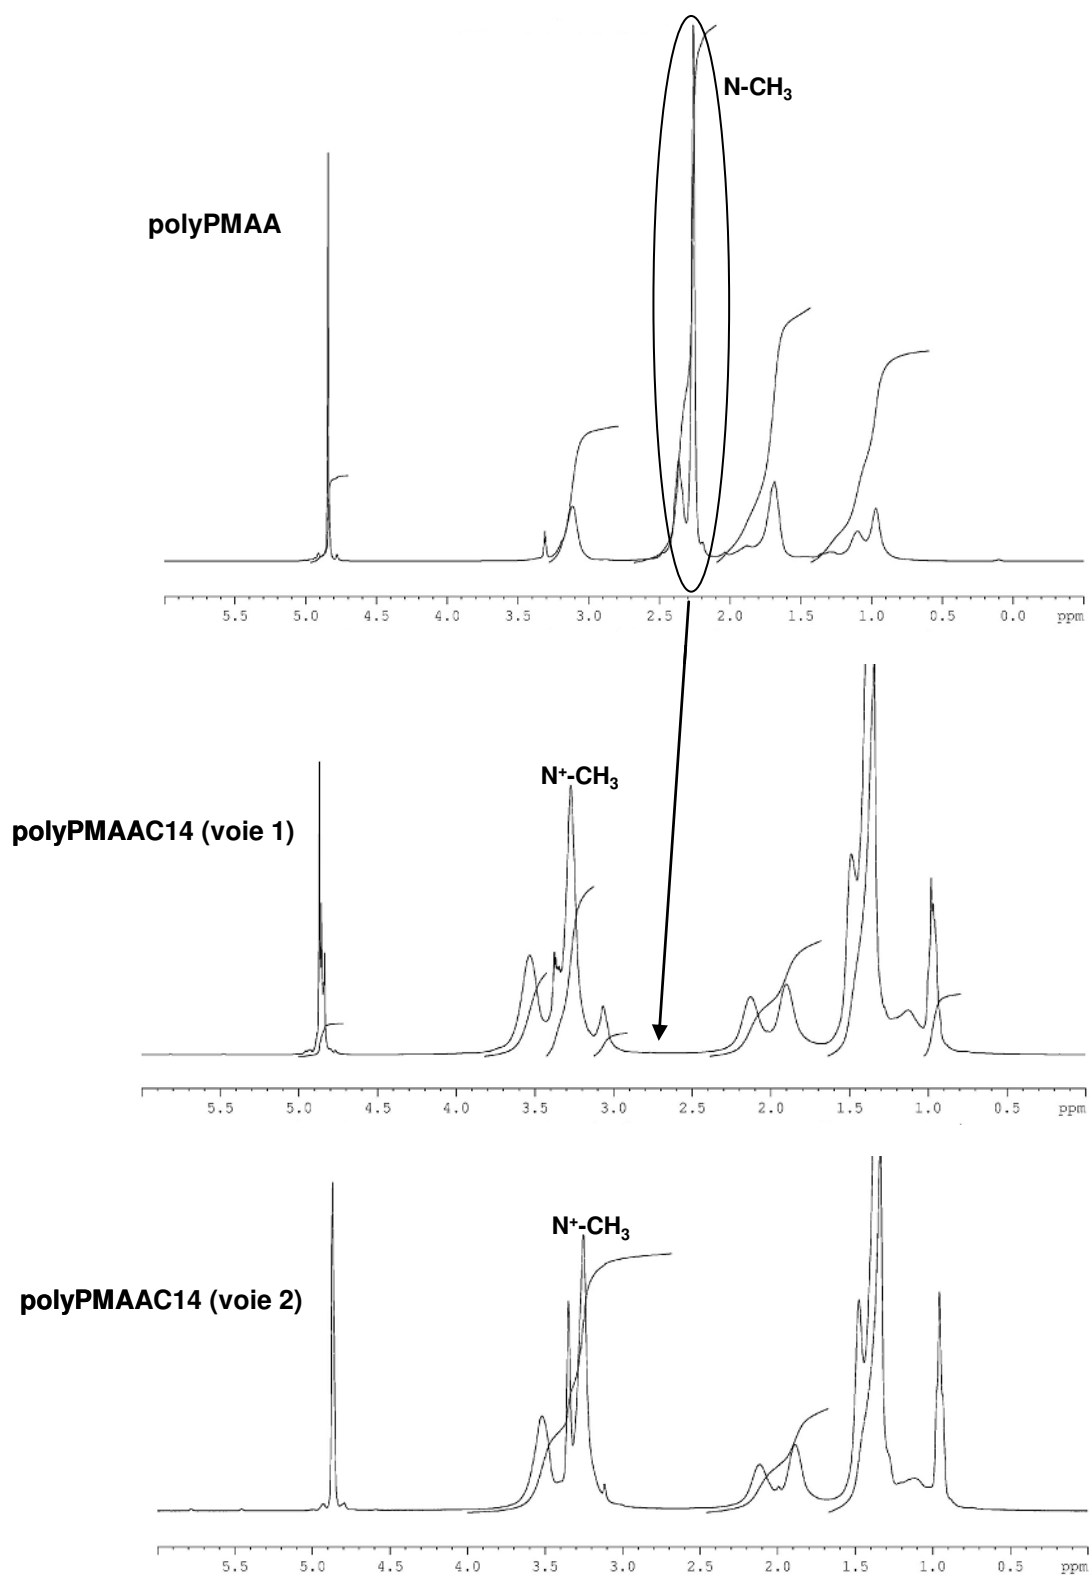 N-CH₃
polyPMAA
5.5 5.0 4.5 4.0 3.5 3.0 2.5 2.0 1.5 1.0 0.5 0.0 ppm
N⁺-CH₃
polyPMAAC14 (voie 1)
5.5 5.0 4.5 4.0 3.5 3.0 2.5 2.0 1.5 1.0 0.5 ppm
N⁺-CH₃
polyPMAAC14 (voie 2)
5.5 5.0 4.5 4.0 3.5 3.0 2.5 2.0 1.5 1.0 0.5 ppm